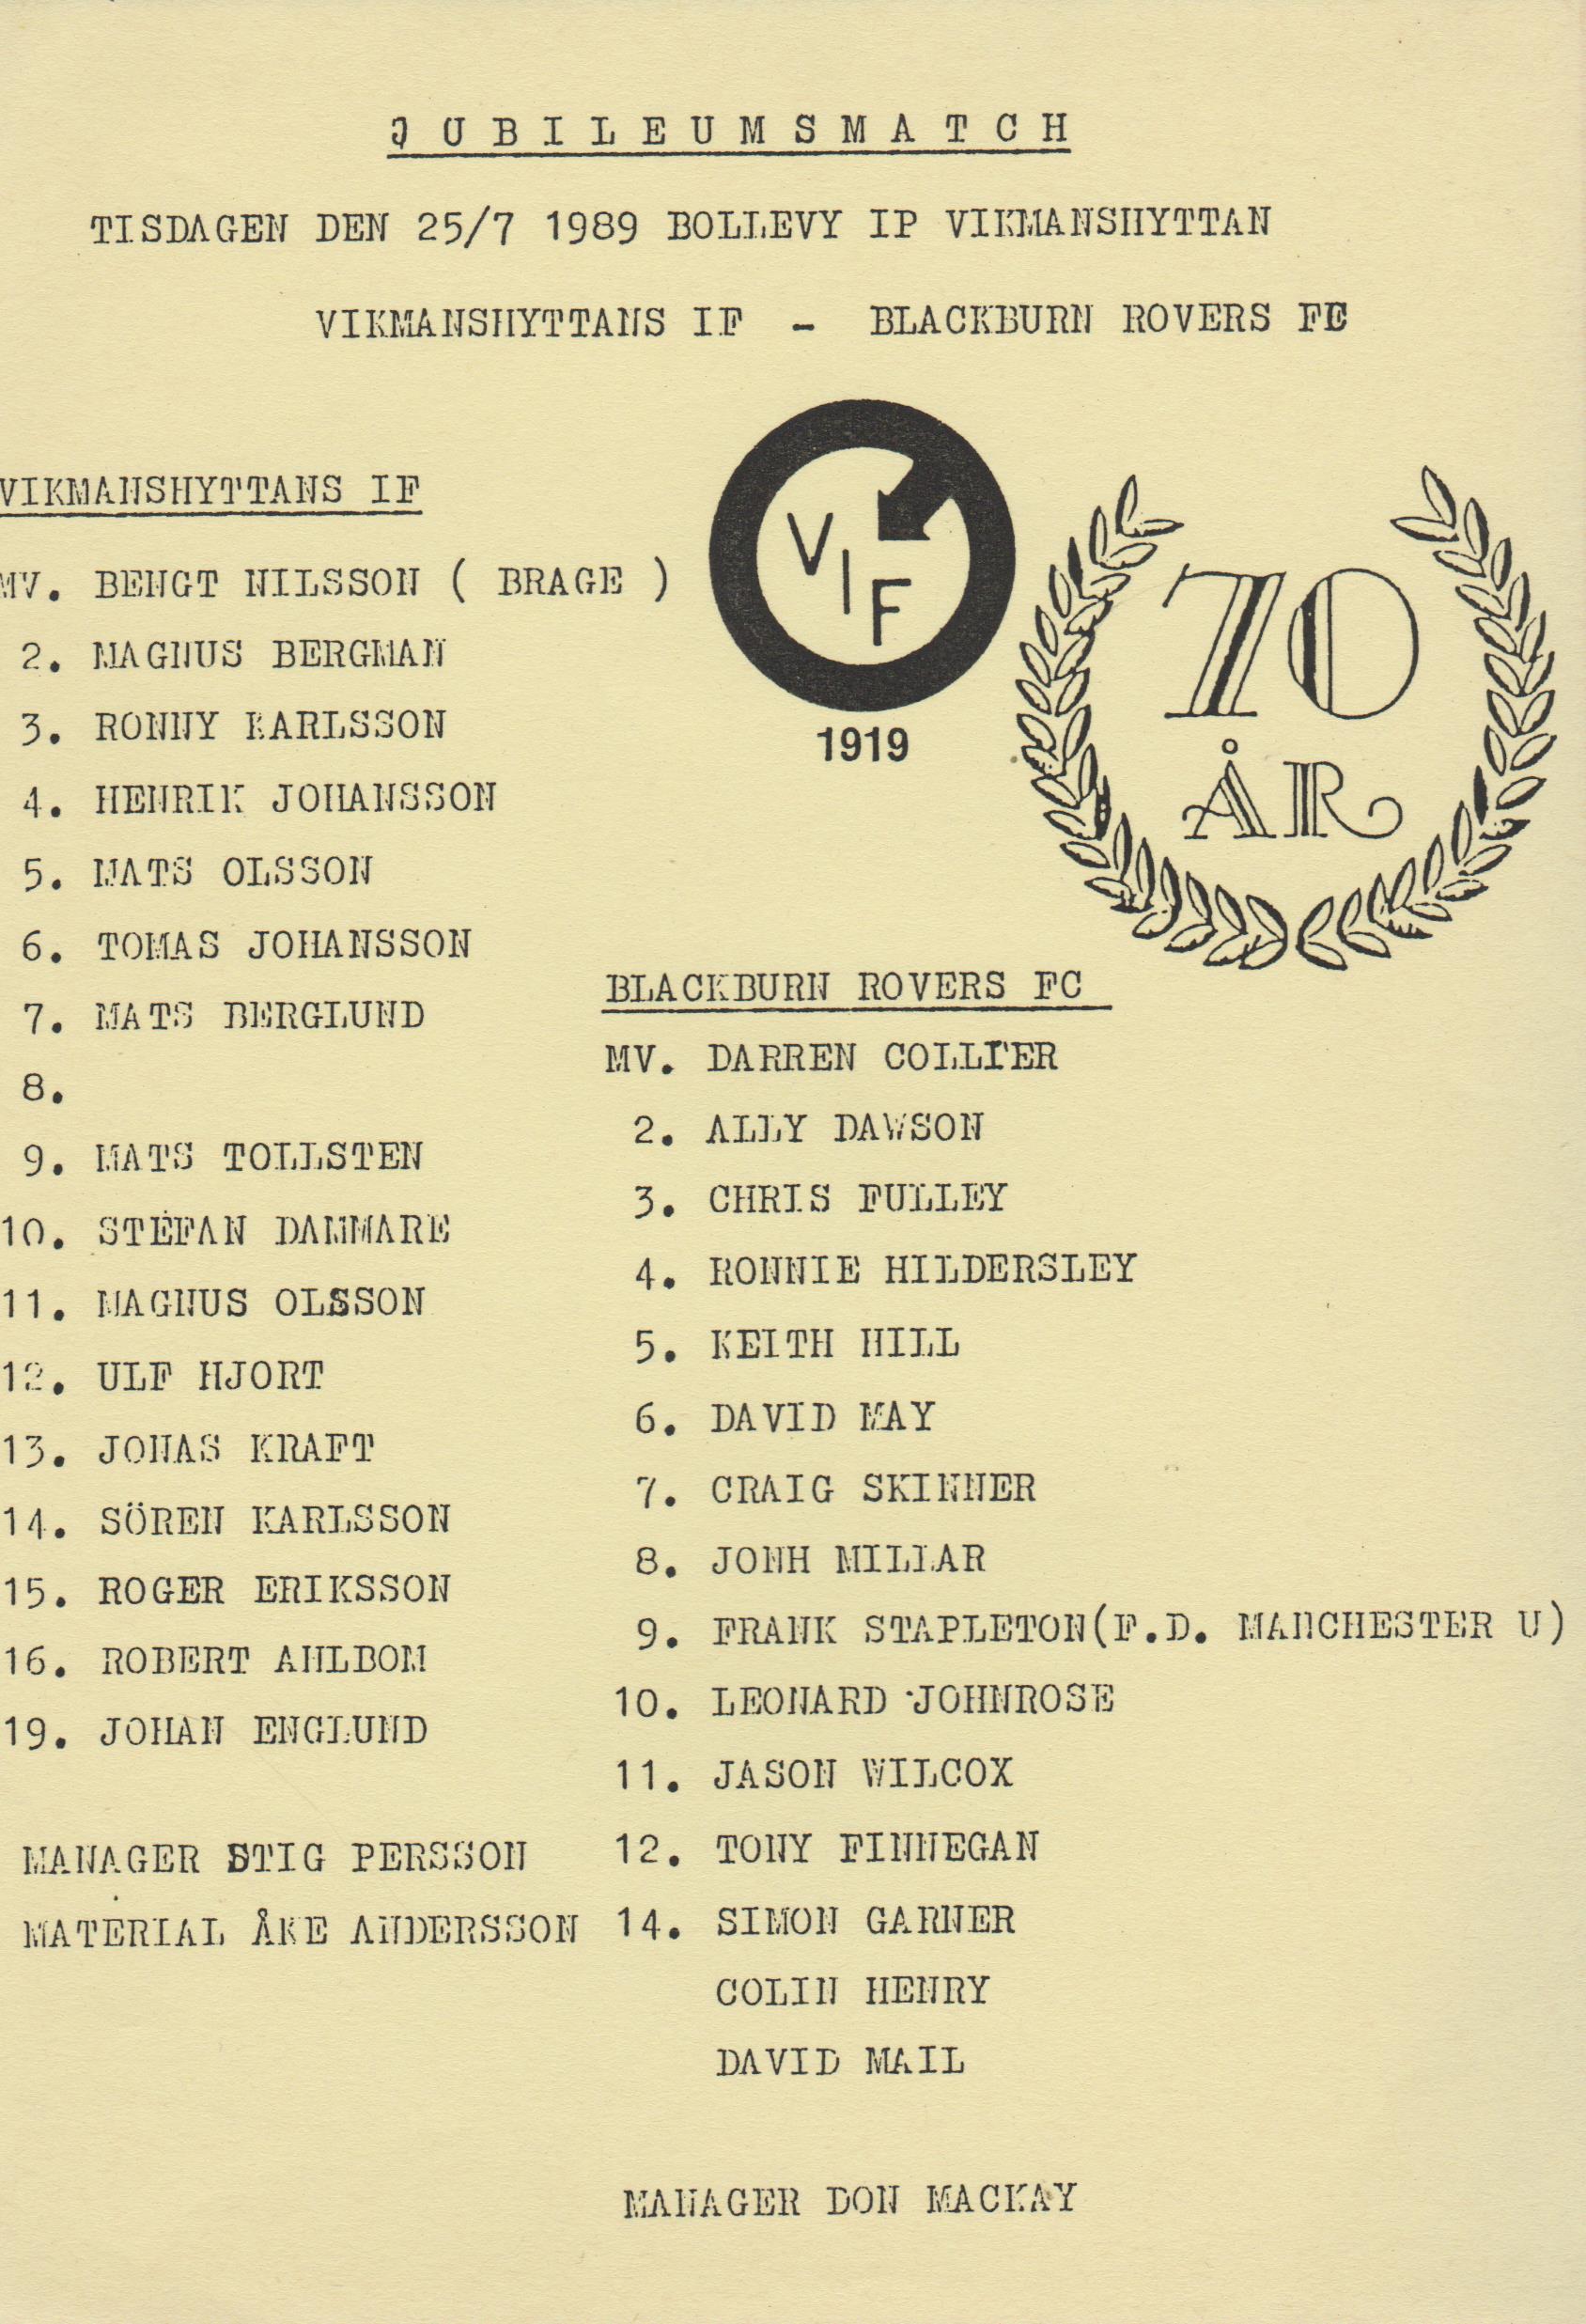 JUBILEUMSMATCH
TISDAGEN DEN 25/7 1989 BOLLEVY IP VIKMANSHYTTAN
VIKMANSHYTTANS IF - BLACKBURN ROVERS FC
VIKMANSHYTTANS IF
MV. BENGT NILSSON ( BRAGE )
2. MAGNUS BERGMAN
3. RONNY KARLSSON
4. HENRIK JOHANSSON
5. MATS OLSSON
6. TOMAS JOHANSSON
7. MATS BERGLUND
8.
9. MATS TOLLSTEN
10. STEFAN DAMMARE
11. MAGNUS OLSSON
12. ULF HJORT
13. JONAS KRAFT
14. SÖREN KARLSSON
15. ROGER ERIKSSON
16. ROBERT AHLBOM
19. JOHAN ENGLUND
MANAGER STIG PERSSON
MATERIAL ÅKE ANDERSSON
VIF
1919
70
ÅR
BLACKBURN ROVERS FC
MV. DARREN COLLIER
2. ALLY DAWSON
3. CHRIS FULLEY
4. RONNIE HILDERSLEY
5. KEITH HILL
6. DAVID MAY
7. CRAIG SKINNER
8. JONH MILLAR
9. FRANK STAPLETON(F.D. MANCHESTER U)
10. LEONARD JOHNROSE
11. JASON WILCOX
12. TONY FINNEGAN
14. SIMON GARNER
COLIN HENRY
DAVID MAIL
MANAGER DON MACKAY